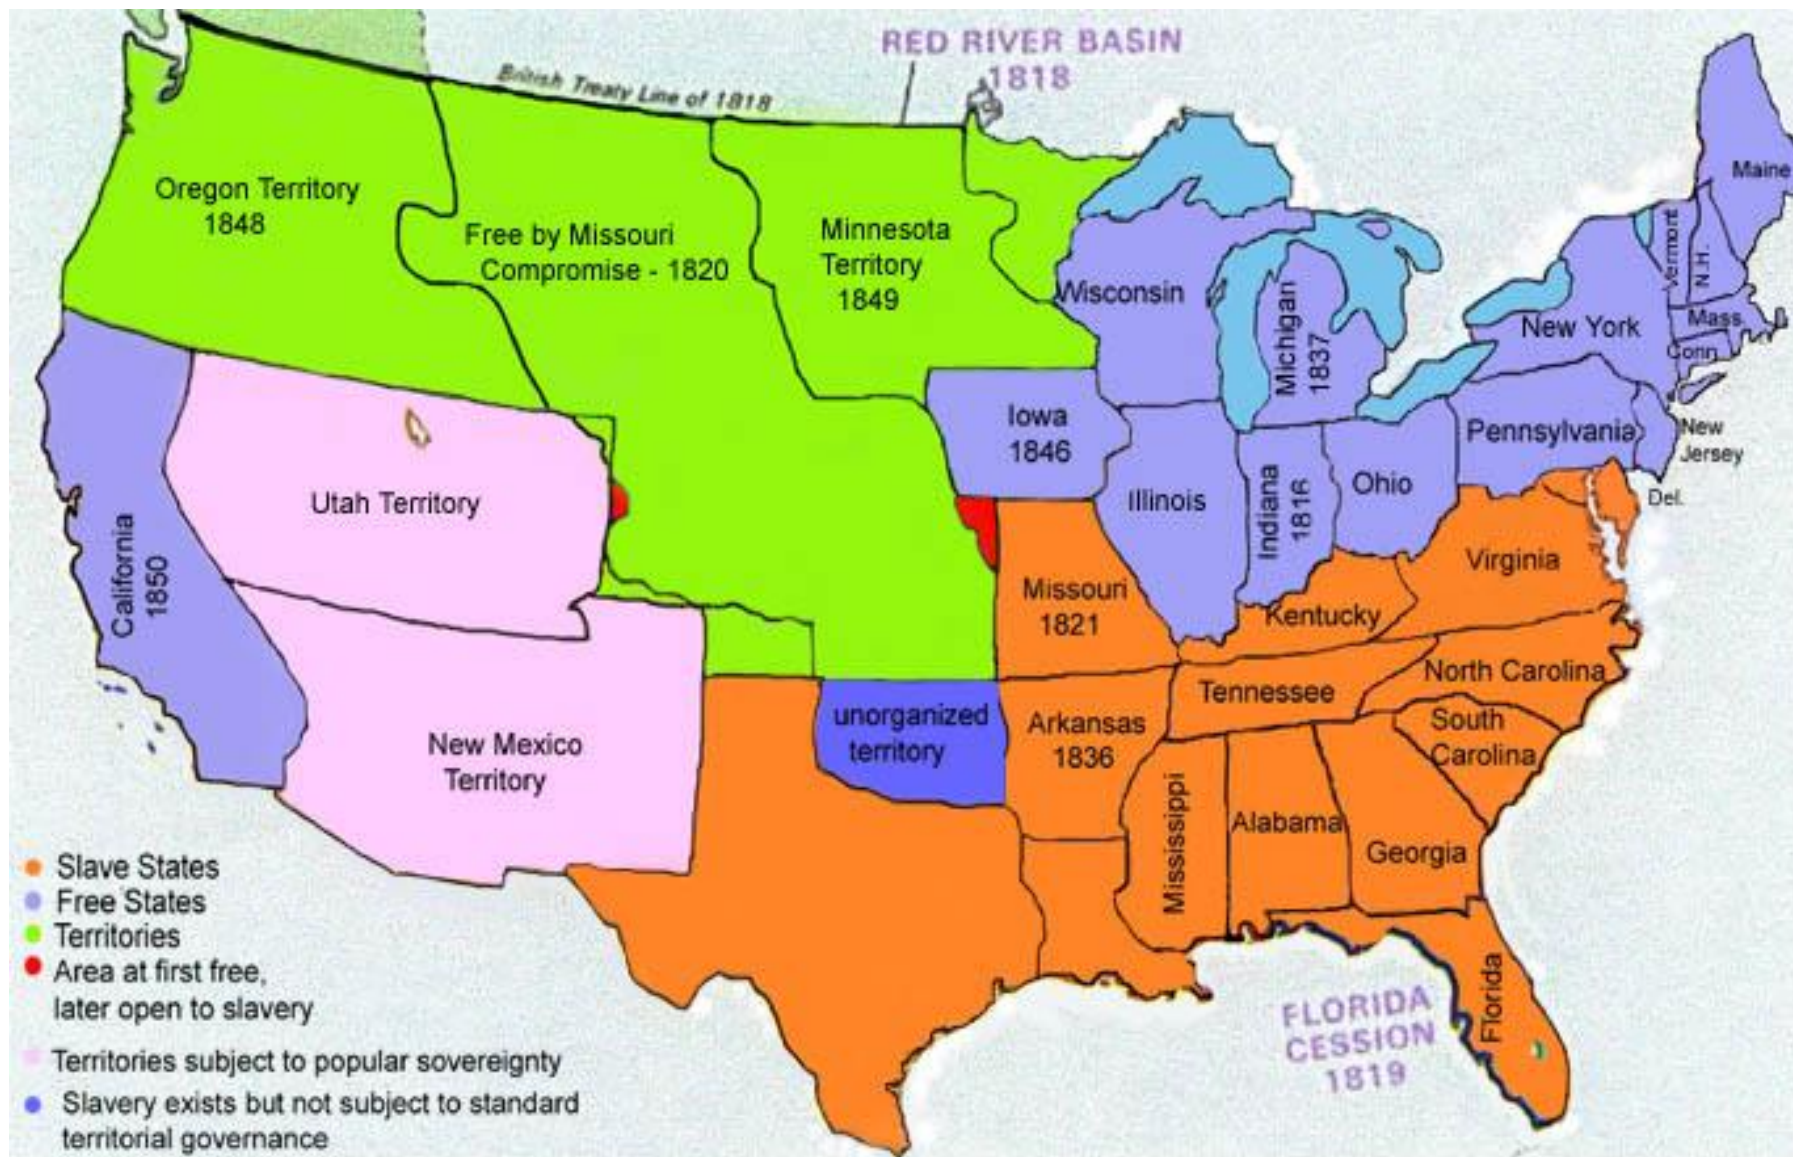 RED RIVER BASIN
1818
British Treaty Line of 1818
Oregon Territory
1848
Free by Missouri
Compromise - 1820
Minnesota
Territory
1849
Wisconsin
Michigan
1837
Maine
Vermont
N.H.
Mass.
Conn
New York
Pennsylvania
New
Jersey
Del.
Iowa
1846
Illinois
Indiana
1816
Ohio
Utah Territory
California
1850
Missouri
1821
Kentucky
Virginia
North Carolina
Tennessee
South
Carolina
unorganized
territory
Arkansas
1836
New Mexico
Territory
Mississippi
Alabama
Georgia
Florida
FLORIDA
CESSION
1819
Slave States
Free States
Territories
Area at first free,
later open to slavery
Territories subject to popular sovereignty
Slavery exists but not subject to standard
territorial governance